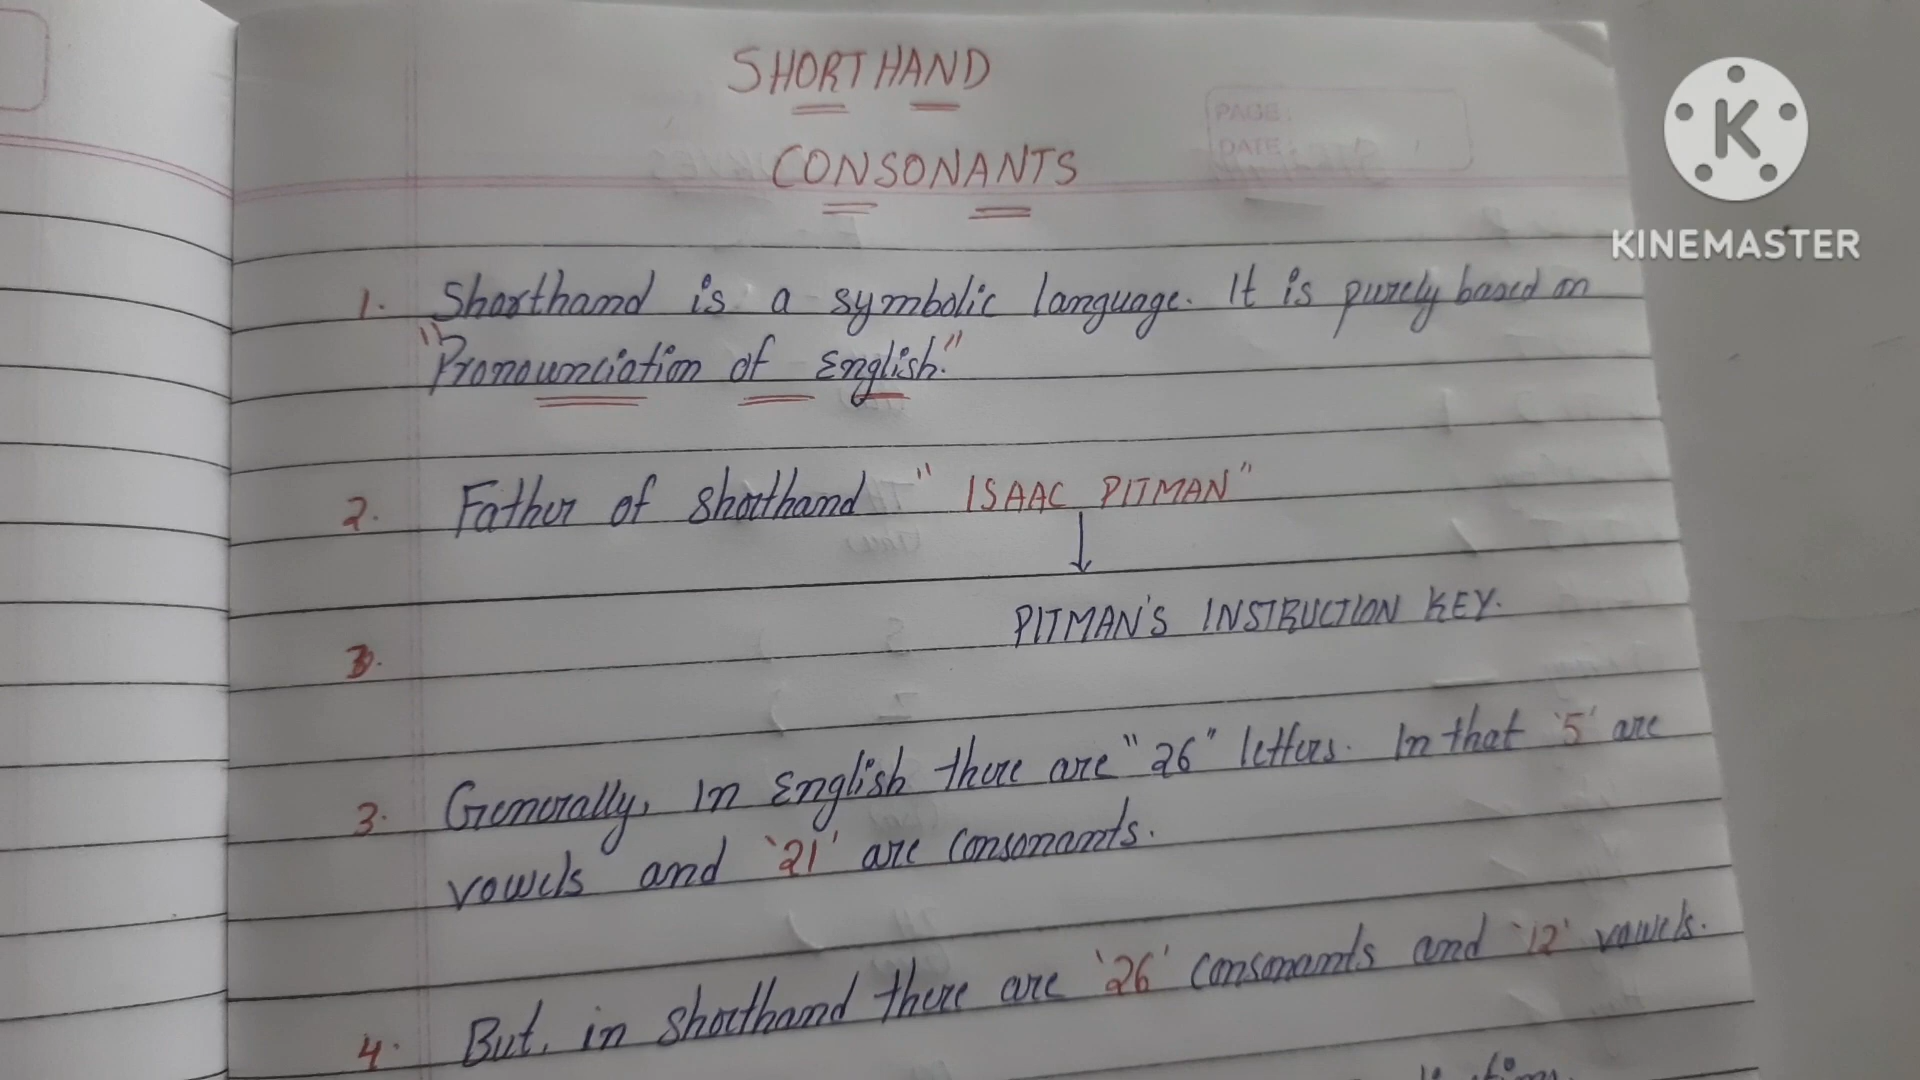 SHORTHAND
CONSONANTS
PAGE:
DATE:
K
KINEMASTER
1. Shorthand is a symbolic language. It is purely based on
"Pronounciation of English."
2. Father of Shorthand "ISAAC PITMAN"
↓
PITMAN'S INSTRUCTION KEY.
3.
3. Generally, in English there are "26" letters. In that '5' are
vowels and '21' are consonants.
4. But, in shorthand there are '26' consonants and '12' vowels.